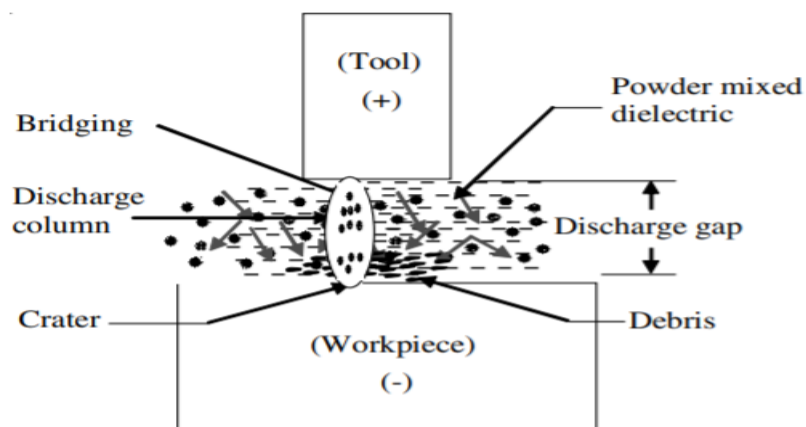 (Tool)
(+)
Powder mixed
dielectric
Bridging
Discharge
column
Discharge gap
Crater
Debris
(Workpiece)
(-)